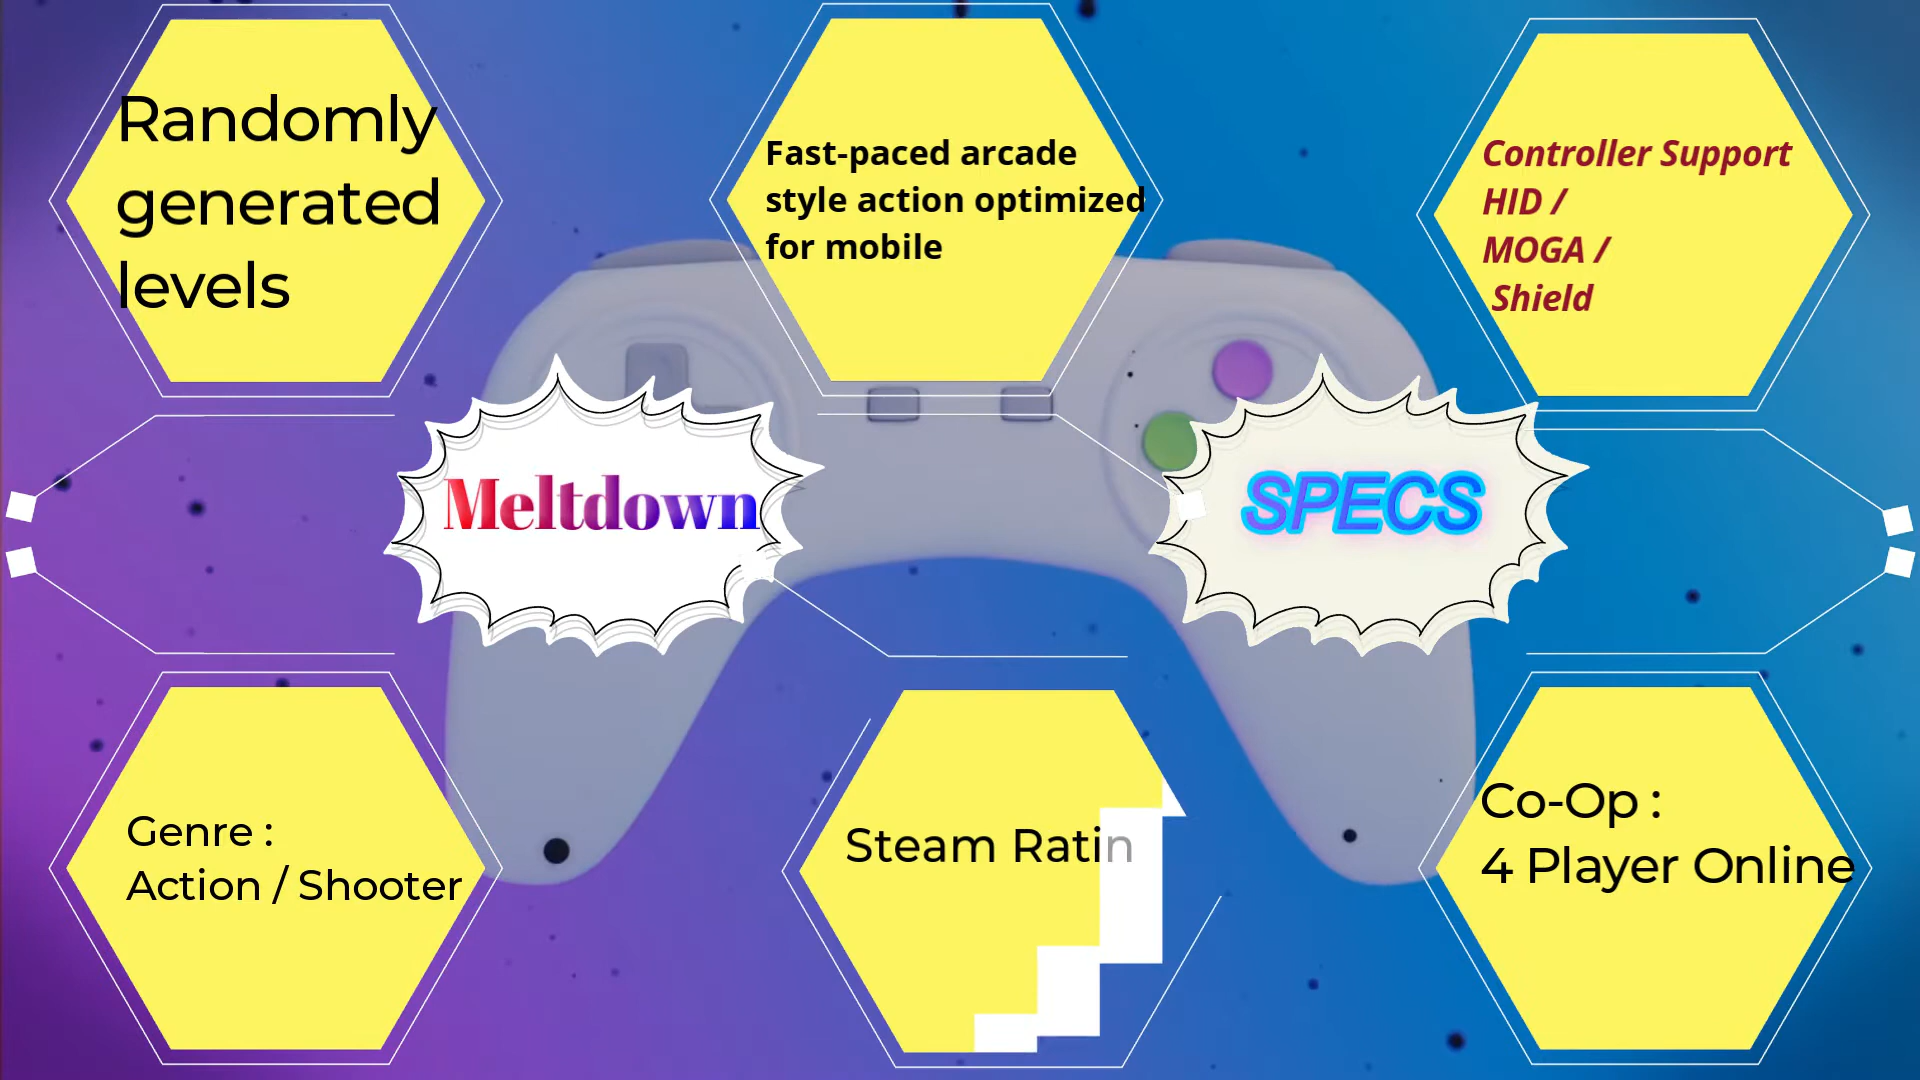 Randomly
generated
levels
Fast-paced arcade
style action optimized
for mobile
Controller Support
HID /
MOGA /
Shield
Meltdown
SPECS
Genre :
Action / Shooter
Steam Ratin
Co-Op :
4 Player Online